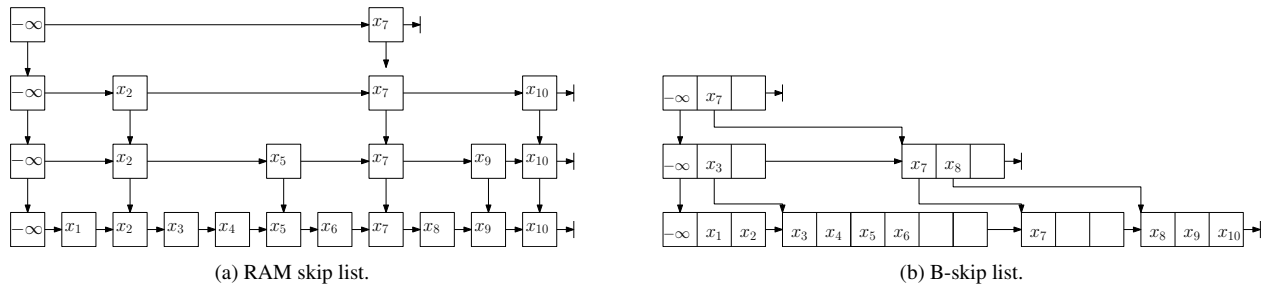 −∞ x₇
−∞ x₂ x₇ x₁₀
−∞ x₇
−∞ x₂ x₅ x₇ x₉ x₁₀
−∞ x₃ x₇ x₈
−∞ x₁ x₂ x₃ x₄ x₅ x₆ x₇ x₈ x₉ x₁₀
−∞ x₁ x₂ x₃ x₄ x₅ x₆ x₇ x₈ x₉ x₁₀
(a) RAM skip list.
(b) B-skip list.